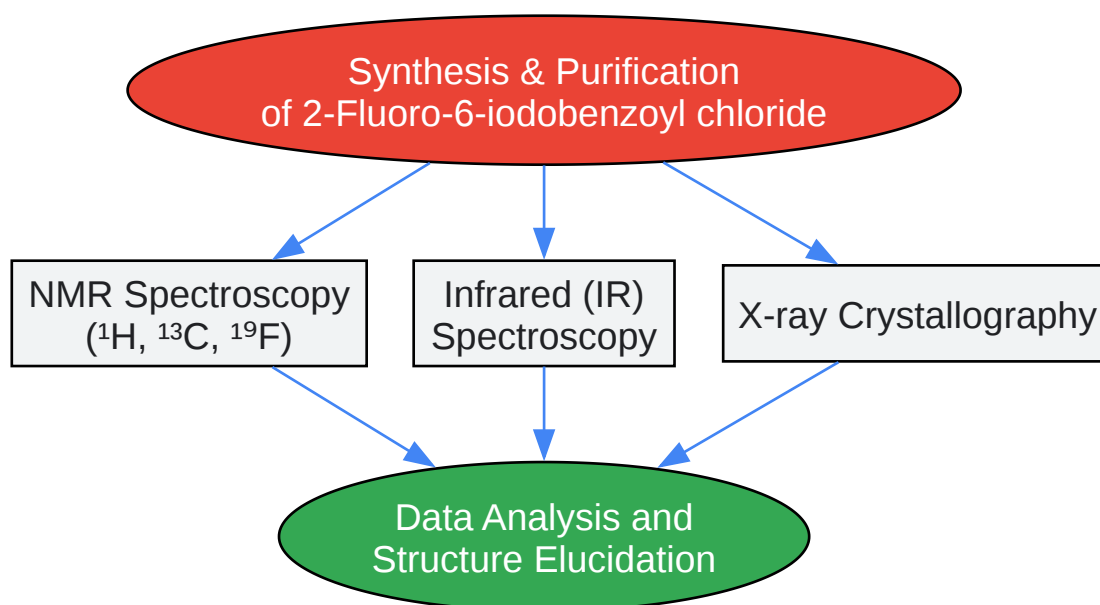 Synthesis & Purification
of 2-Fluoro-6-iodobenzoyl chloride
NMR Spectroscopy
(¹H, ¹³C, ¹⁹F)
Infrared (IR)
Spectroscopy
X-ray Crystallography
Data Analysis and
Structure Elucidation